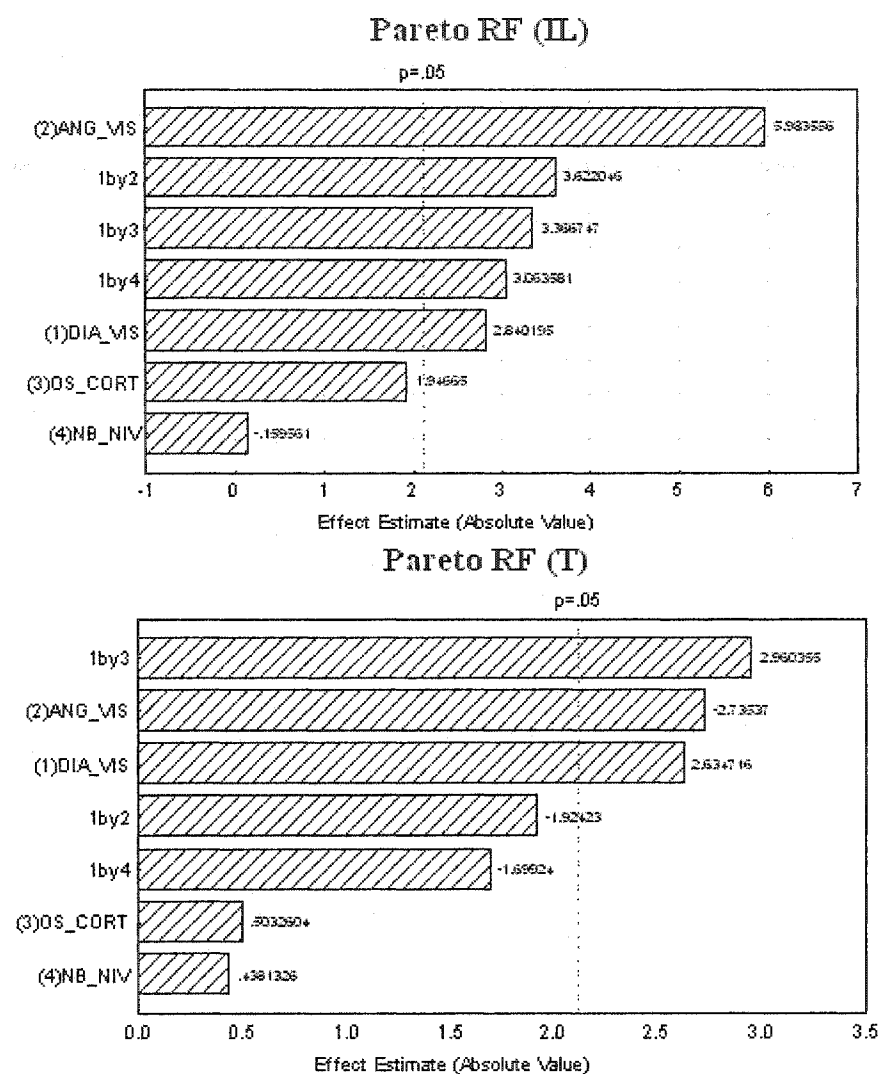 Pareto RF (IL)
p=.05
(2)ANG_VIS 5.983556
1by2 3.622046
1by3 3.366747
1by4 3.063581
(1)DIA_VIS 2.840195
(3)OS_CORT 1.94665
(4)NB_NIV -.159561
-1 0 1 2 3 4 5 6 7
Effect Estimate (Absolute Value)
Pareto RF (T)
p=.05
1by3 2.960355
(2)ANG_VIS -2.73537
(1)DIA_VIS 2.634716
1by2 -1.92423
1by4 -1.69924
(3)OS_CORT .5032604
(4)NB_NIV .4381326
0.0 0.5 1.0 1.5 2.0 2.5 3.0 3.5
Effect Estimate (Absolute Value)